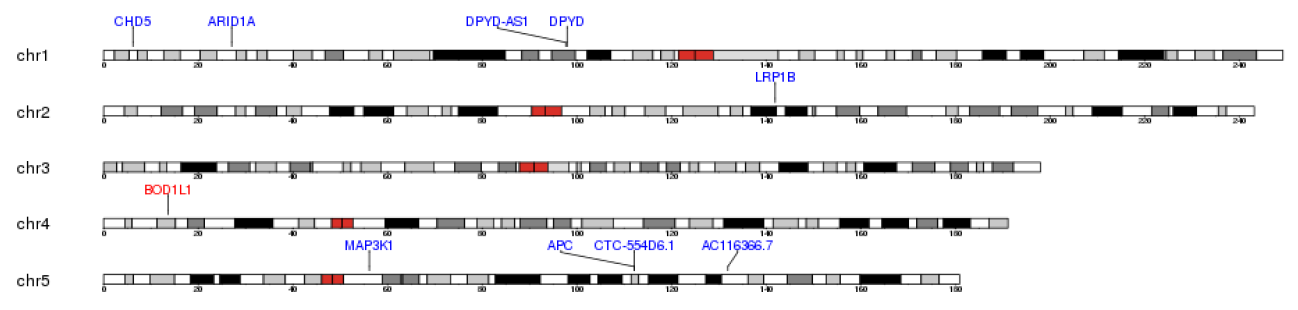 CHD5 ARID1A DPYD-AS1 DPYD
chr1
0 20 40 60 80 100 120 140 160 180 200 220 240
LRP1B
chr2
0 20 40 60 80 100 120 140 160 180 200 220 240
chr3
0 20 40 60 80 100 120 140 160 180
BOD1L1
chr4
0 20 40 60 80 100 120 140 160 180
MAP3K1 APC CTC-554D6.1 AC116366.7
chr5
0 20 40 60 80 100 120 140 160 180